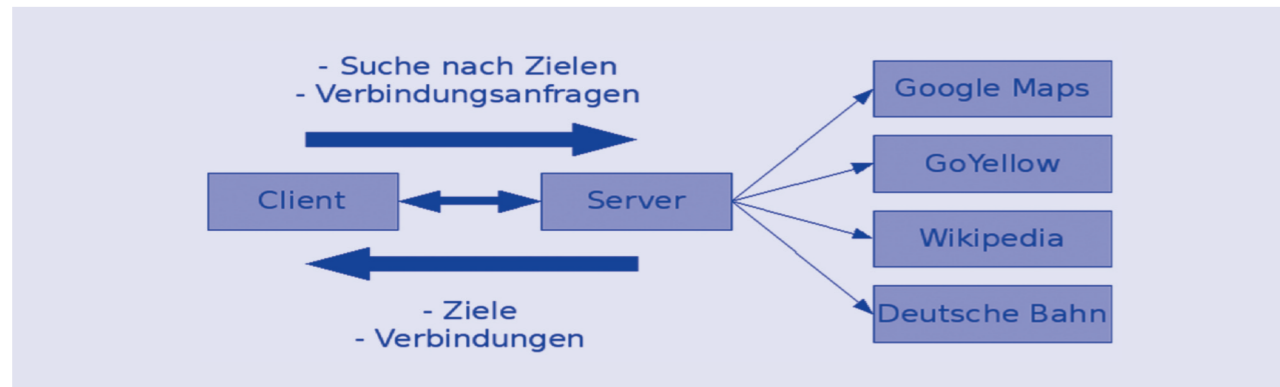 - Suche nach Zielen
- Verbindungsanfragen
Client
Server
- Ziele
- Verbindungen
Google Maps
GoYellow
Wikipedia
Deutsche Bahn